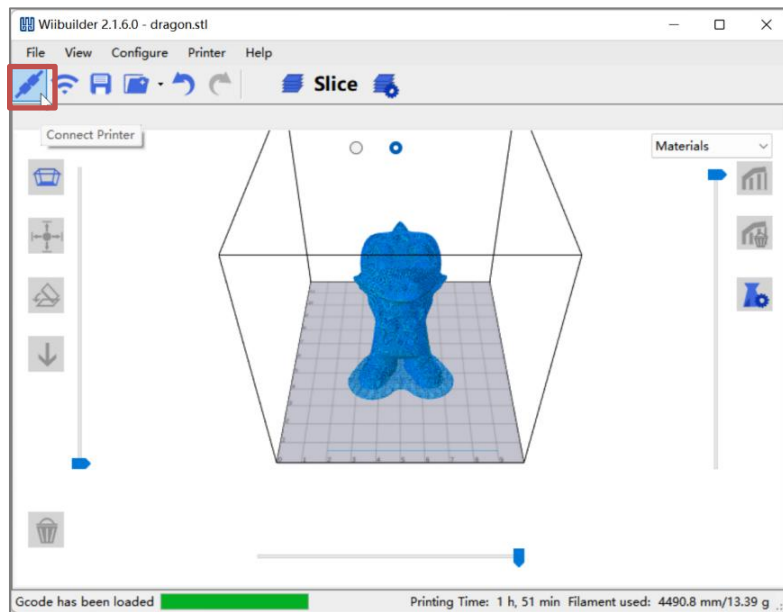 Wiibuilder 2.1.6.0 - dragon.stl
File View Configure Printer Help
Slice
Connect Printer
Materials
Gcode has been loaded Printing Time: 1 h, 51 min Filament used: 4490.8 mm/13.39 g